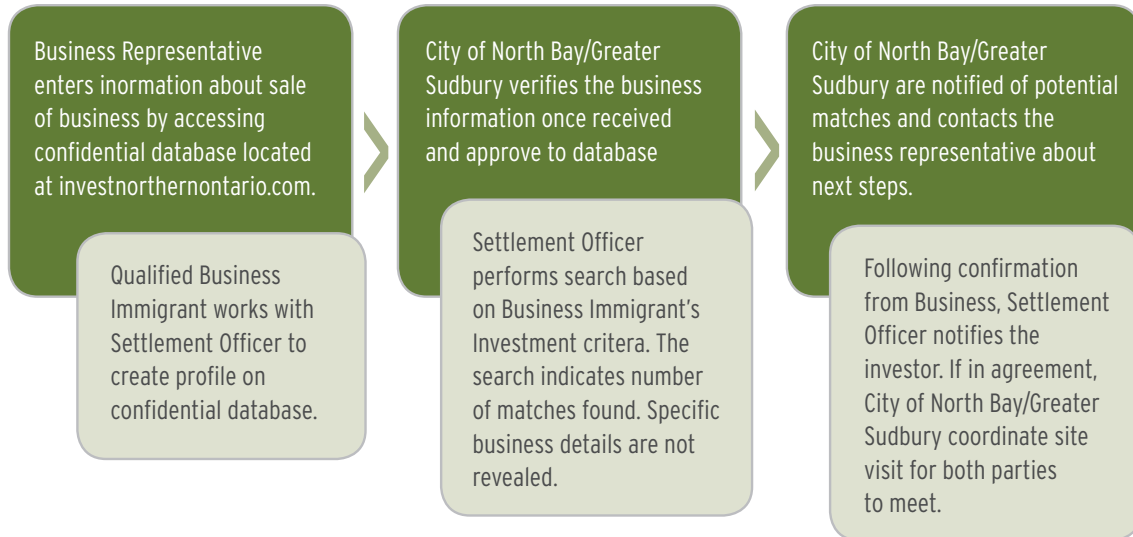 Business Representative
enters inormation about sale
of business by accessing
confidential database located
at investnorthernontario.com.
Qualified Business
Immigrant works with
Settlement Officer to
create profile on
confidential database.
City of North Bay/Greater
Sudbury verifies the business
information once received
and approve to database
Settlement Officer
performs search based
on Business Immigrant's
Investment critera. The
search indicates number
of matches found. Specific
business details are not
revealed.
City of North Bay/Greater
Sudbury are notified of potential
matches and contacts the
business representative about
next steps.
Following confirmation
from Business, Settlement
Officer notifies the
investor. If in agreement,
City of North Bay/Greater
Sudbury coordinate site
visit for both parties
to meet.